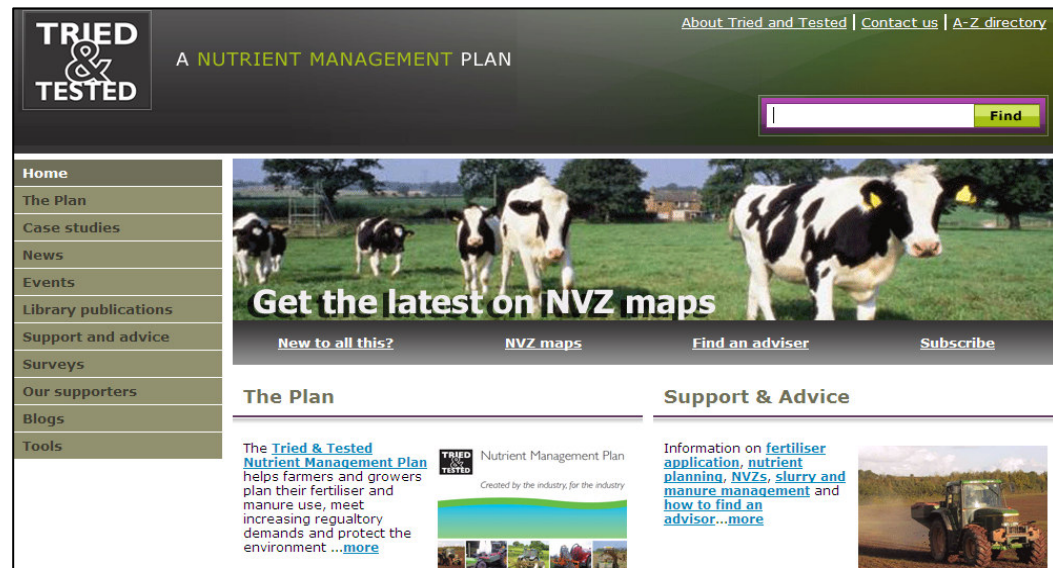 TRIED
&
TESTED
A NUTRIENT MANAGEMENT PLAN
About Tried and Tested | Contact us | A-Z directory
Find
Home
The Plan
Case studies
News
Events
Library publications
Support and advice
Surveys
Our supporters
Blogs
Tools
Get the latest on NVZ maps
New to all this?
NVZ maps
Find an adviser
Subscribe
The Plan
The Tried & Tested
Nutrient Management Plan
helps farmers and growers
plan their fertiliser and
manure use, meet
increasing regualtory
demands and protect the
environment ...more
TRIED
&
TESTED
Nutrient Management Plan
Created by the industry, for the industry
Support & Advice
Information on fertiliser
application, nutrient
planning, NVZs, slurry and
manure management and
how to find an
advisor...more